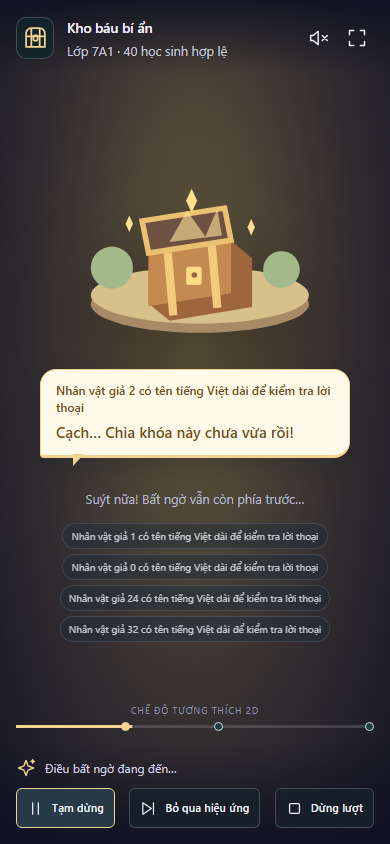 Kho báu bí ẩn
Lớp 7A1 · 40 học sinh hợp lệ
Nhân vật giả 2 có tên tiếng Việt dài để kiểm tra lời
thoại
Cạch... Chìa khóa này chưa vừa rồi!
Suýt nữa! Bất ngờ vẫn còn phía trước...
Nhân vật giả 1 có tên tiếng Việt dài để kiểm tra lời thoại
Nhân vật giả 0 có tên tiếng Việt dài để kiểm tra lời thoại
Nhân vật giả 24 có tên tiếng Việt dài để kiểm tra lời thoại
Nhân vật giả 32 có tên tiếng Việt dài để kiểm tra lời thoại
CHẾ ĐỘ TƯƠNG THÍCH 2D
Điều bất ngờ đang đến...
Tạm dừng
Bỏ qua hiệu ứng
Dừng lượt